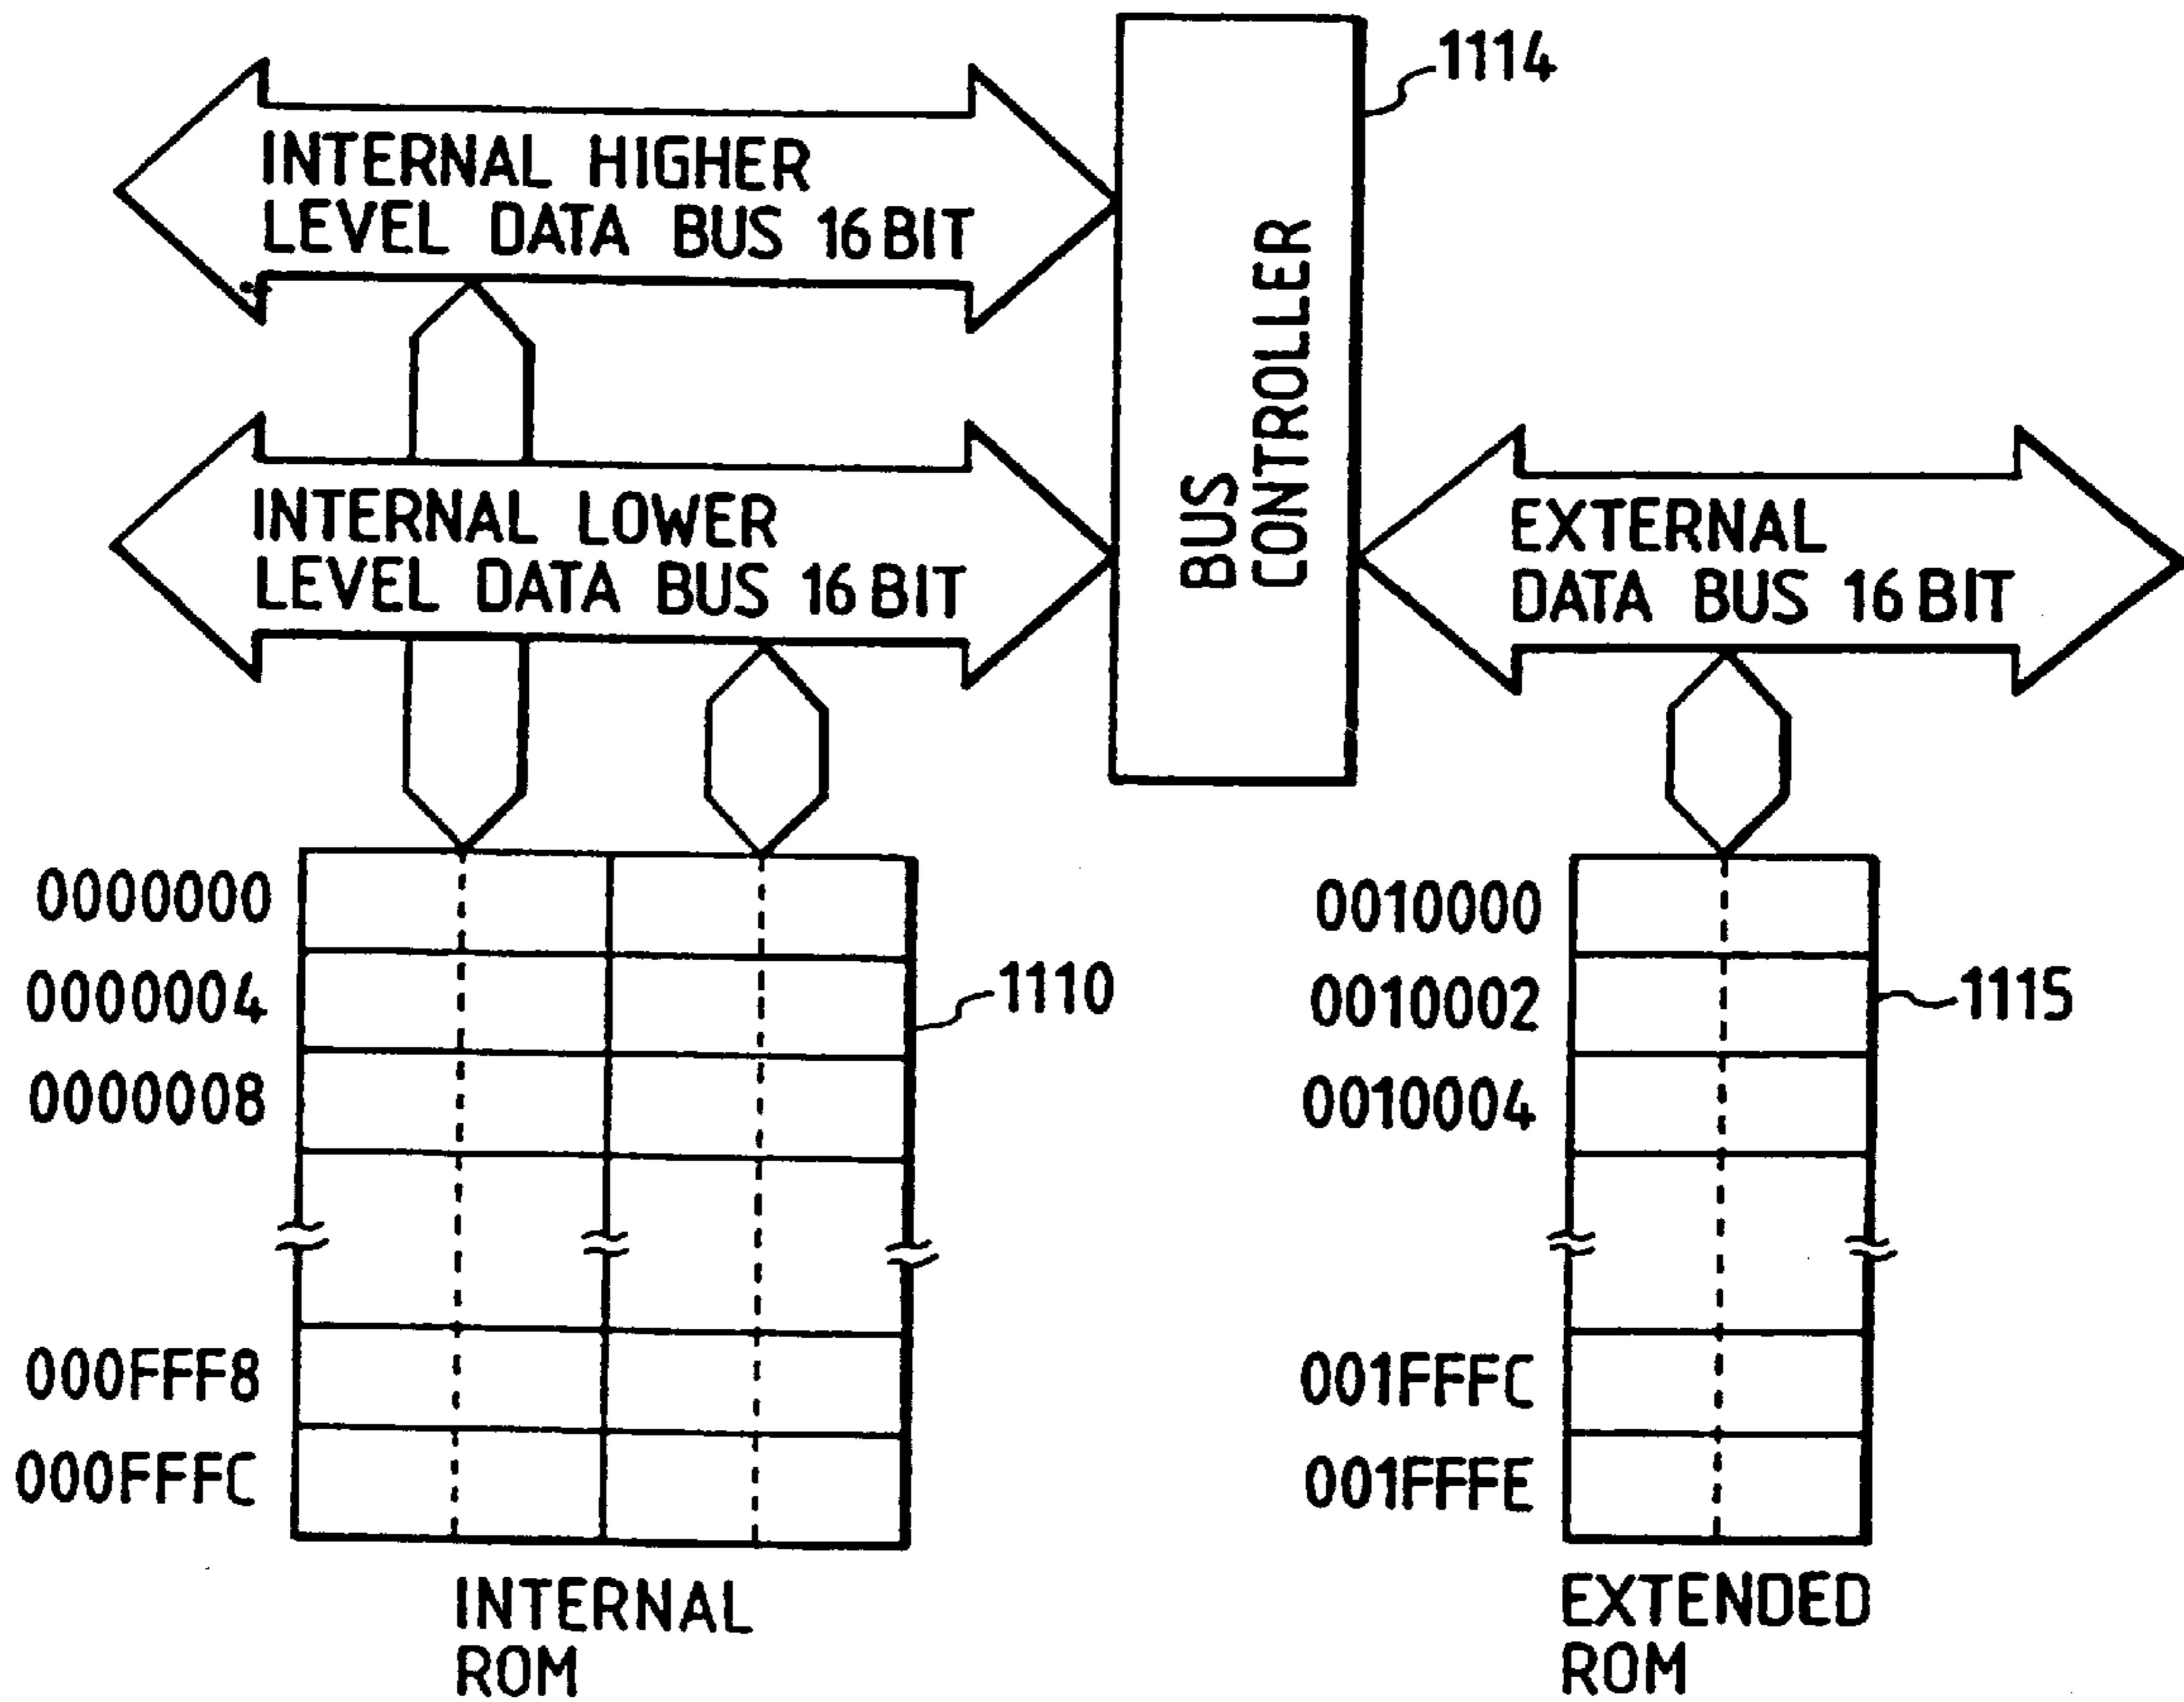 1114
INTERNAL HIGHER
LEVEL DATA BUS 16 BIT
BUS
CONTROLLER
INTERNAL LOWER
LEVEL DATA BUS 16 BIT
EXTERNAL
DATA BUS 16 BIT
0000000
0000004
0000008
000FFF8
000FFFC
1110
INTERNAL
ROM
0010000
0010002
0010004
001FFFC
001FFFE
1115
EXTENDED
ROM